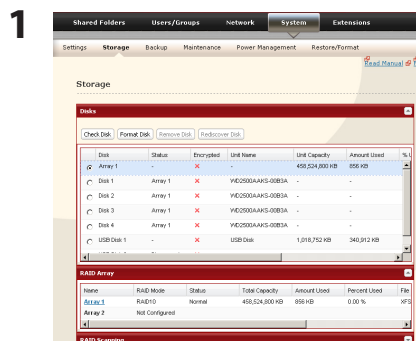 1
Shared Folders Users/Groups Network System Extensions
Settings Storage Backup Maintenance Power Management Restore/Format
Read Manual
Storage
Disks
Check Disk Format Disk Remove Disk Rediscover Disk
Disk Status Encrypted Unit Name Unit Capacity Amount Used % U
Array 1 - - 458,524,800 KB 856 KB
Disk 1 Array 1 WD2500AAKS-00B3A - -
Disk 2 Array 1 WD2500AAKS-00B3A - -
Disk 3 Array 1 WD2500AAKS-00B3A - -
Disk 4 Array 1 WD2500AAKS-00B3A - -
USB Disk 1 - USB Disk 1,018,752 KB 340,912 KB
RAID Array
Name RAID Mode Status Total Capacity Amount Used Percent Used File
Array 1 RAID10 Normal 458,524,800 KB 856 KB 0.00 % XFS
Array 2 Not Configured
RAID Scanning